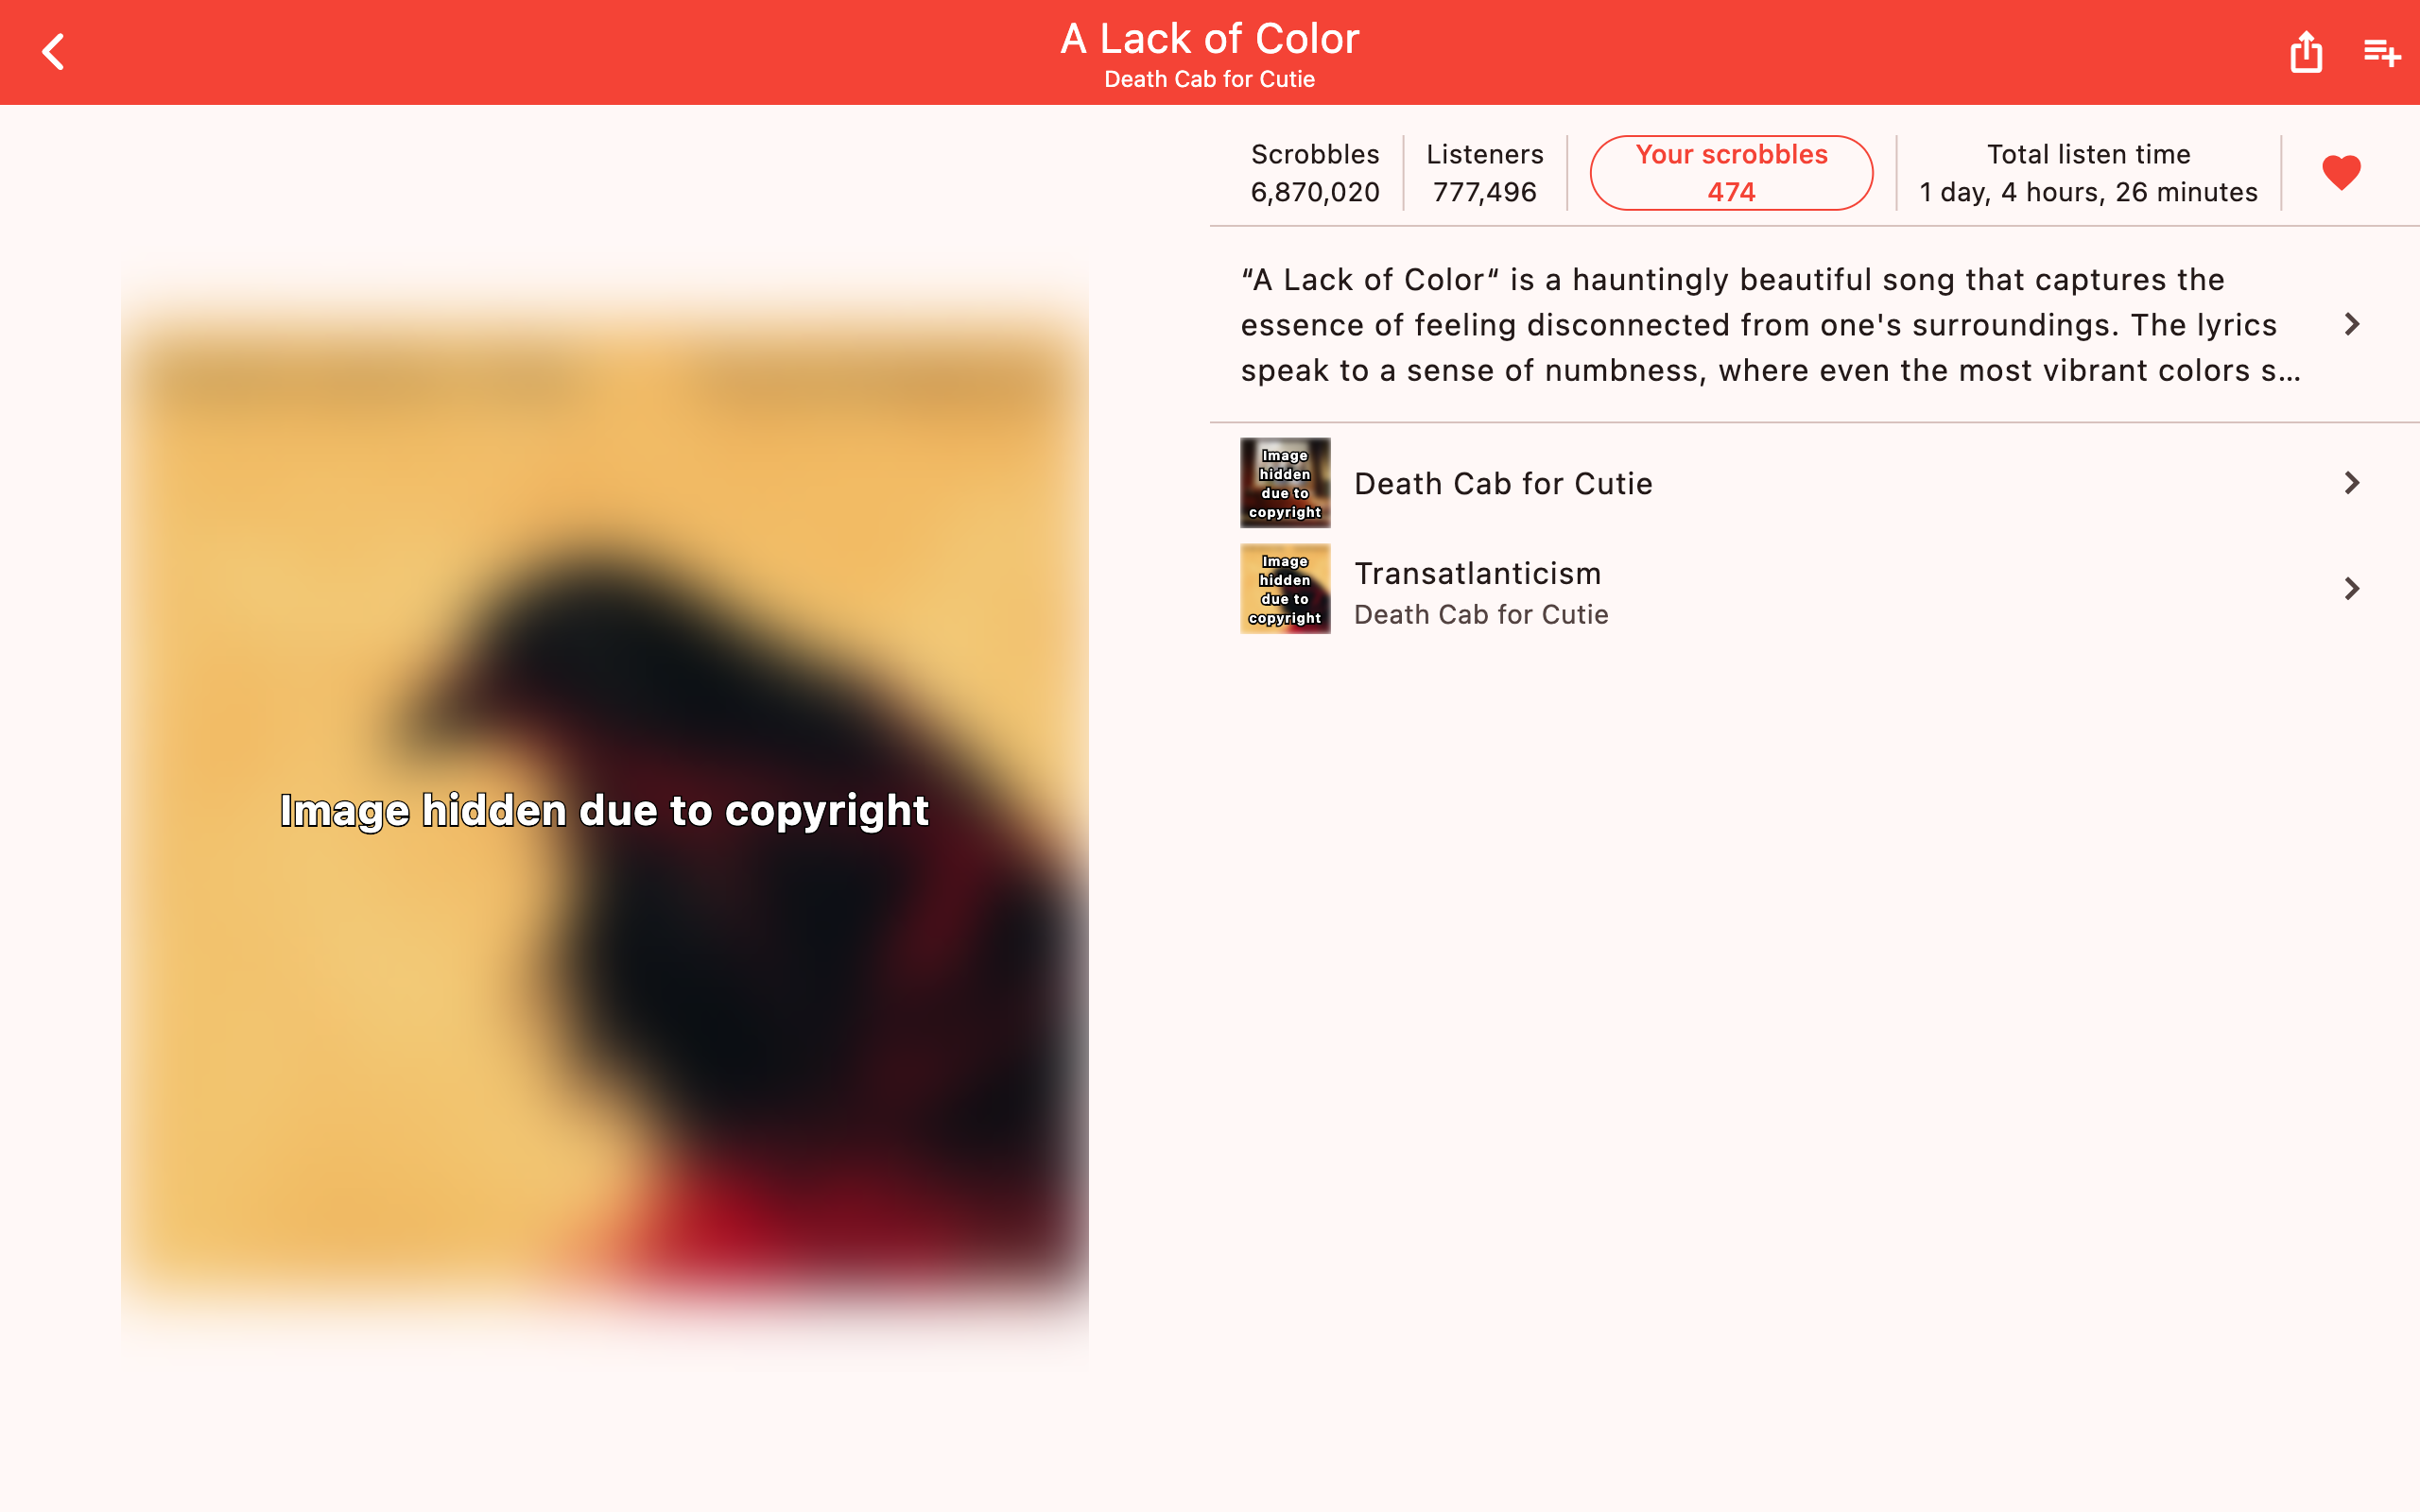 A Lack of Color
Death Cab for Cutie
Scrobbles
6,870,020
Listeners
777,496
Your scrobbles
474
Total listen time
1 day, 4 hours, 26 minutes
“A Lack of Color“ is a hauntingly beautiful song that captures the
essence of feeling disconnected from one's surroundings. The lyrics
speak to a sense of numbness, where even the most vibrant colors s...
Image
hidden
due to
copyright
Death Cab for Cutie
Image
hidden
due to
copyright
Transatlanticism
Death Cab for Cutie
Image hidden due to copyright